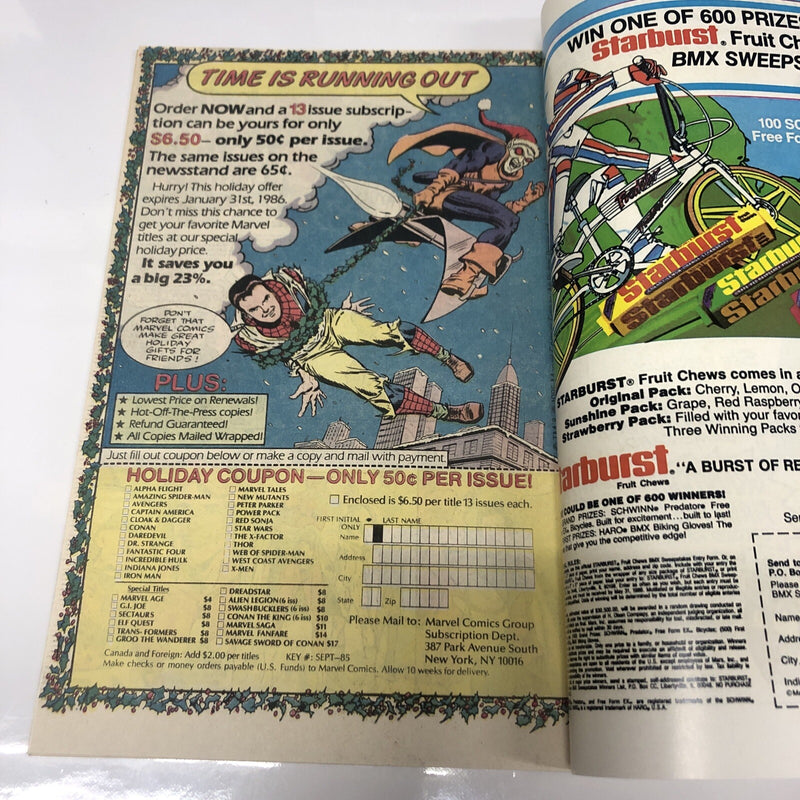 TIME IS RUNNING OUT
Order NOW and a 13 issue subscrip-
tion can be yours for only
$6.50— only 50¢ per issue.
The same issues on the
newsstand are 65¢.
Hurry! This holiday offer
expires January 31st, 1986.
Don't miss this chance to
get your favorite Marvel
titles at our special
holiday price.
It saves you
a big 23%.
DON'T
FORGET THAT
MARVEL COMICS
MAKE GREAT
HOLIDAY
GIFTS FOR
FRIENDS!
PLUS:
★ Lowest Price on Renewals!
★ Hot-Off-The-Press copies!
★ Refund Guaranteed!
★ All Copies Mailed Wrapped!
Just fill out coupon below or make a copy and mail with payment.
HOLIDAY COUPON—ONLY 50¢ PER ISSUE!
ALPHA FLIGHT
AMAZING SPIDER-MAN
AVENGERS
CAPTAIN AMERICA
CLOAK & DAGGER
CONAN
DAREDEVIL
DR. STRANGE
FANTASTIC FOUR
INCREDIBLE HULK
INDIANA JONES
IRON MAN
MARVEL TALES
NEW MUTANTS
PETER PARKER
POWER PACK
RED SONJA
STAR WARS
THE X-FACTOR
THOR
WEB OF SPIDER-MAN
WEST COAST AVENGERS
X-MEN
Special Titles
MARVEL AGE $4
G.I. JOE $8
SECTAURS $8
ELF QUEST $8
TRANS-FORMERS $8
GROO THE WANDERER $8
DREADSTAR $8
ALIEN LEGION (6 iss) $8
SWASHBUCKLERS (6 iss) $8
CONAN THE KING (6 iss) $10
MARVEL SAGA $11
MARVEL FANFARE $14
SAVAGE SWORD OF CONAN $17
Canada and Foreign: Add $2.00 per titles KEY #: SEPT–85
Make checks or money orders payable (U.S. Funds) to Marvel Comics. Allow 10 weeks for delivery.
Enclosed is $6.50 per title 13 issues each.
FIRST INITIAL ONLY LAST NAME
Name
Address
City
State Zip
Please Mail to: Marvel Comics Group
Subscription Dept.
387 Park Avenue South
New York, NY 10016
WIN ONE OF 600 PRIZE
Starburst® Fruit Ch
BMX SWEEPS
100 SC
Free Fo
Predator
Starburst
Starburst
Starbu
Starbu
STARBURST® Fruit Chews comes in a
Original Pack: Cherry, Lemon, O
Sunshine Pack: Grape, Red Raspberry
Strawberry Pack: Filled with your favor
Three Winning Packs
arburst® "A BURST OF RE
Fruit Chews
COULD BE ONE OF 600 WINNERS!
AND PRIZES: SCHWINN® Predatore Free
Bicycles. Built for excitement...built to last!
PRIZES: HARO® BMX Biking Gloves! The
that give you the competitive edge!
Sen
Send to
P.O. Bo
Please
BMX S
Name
Addre
City
Indi